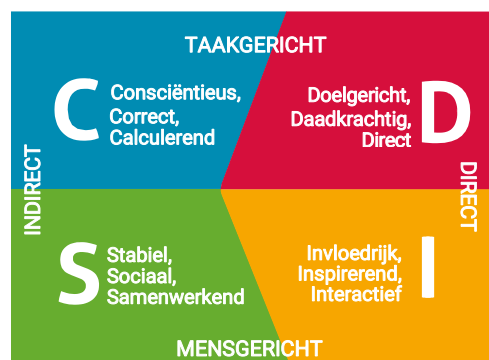 TAAKGERICHT
C
Consciëntieus,
Correct,
Calculerend
Doelgericht,
Daadkrachtig,
Direct
D
INDIRECT
DIRECT
S
Stabiel,
Sociaal,
Samenwerkend
Invloedrijk,
Inspirerend,
Interactief
I
MENSGERICHT